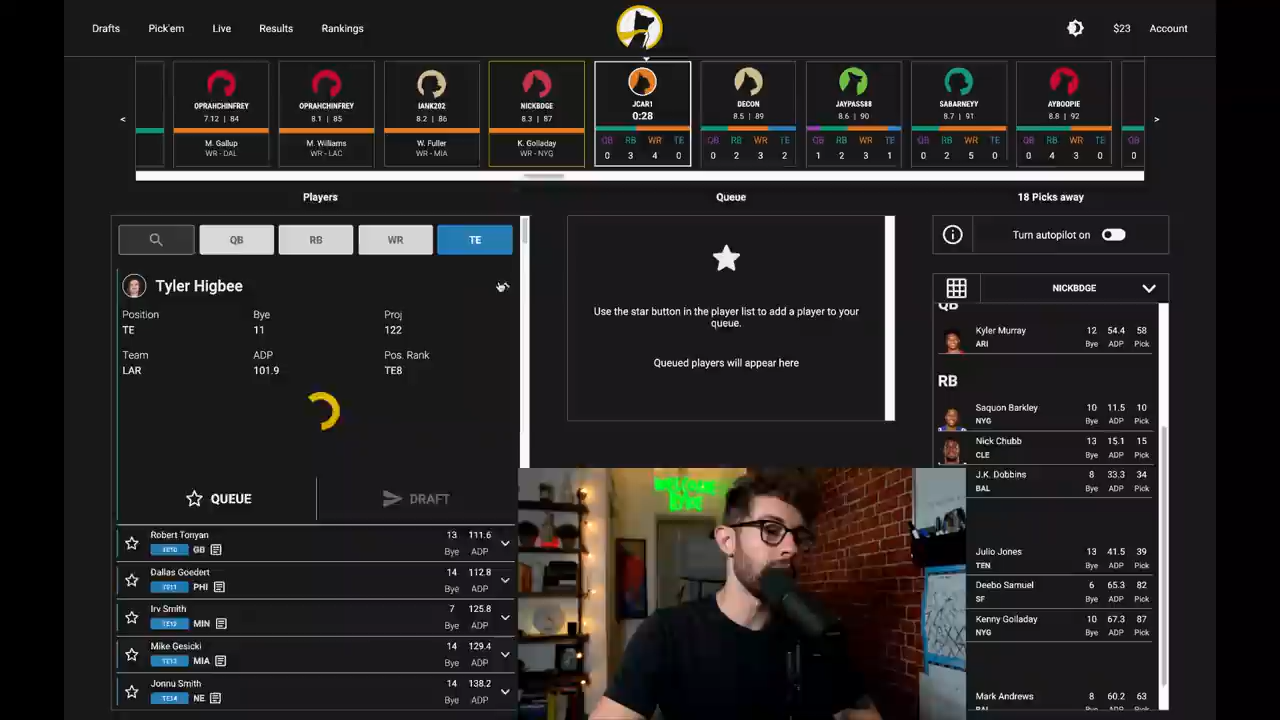 Drafts Pick'em Live Results Rankings $23 Account
OPRAHCHINFREY
7.12 | 84
M. Gallup
WR - DAL
OPRAHCHINFREY
8.1 | 85
M. Williams
WR - LAC
IANK202
8.2 | 86
W. Fuller
WR - MIA
NICKBDGE
8.3 | 87
K. Golladay
WR - NYG
JCAR1
0:28
QB RB WR TE
0 3 4 0
DECON
8.5 | 89
QB RB WR TE
0 2 3 2
JAYPASS88
8.6 | 90
QB RB WR TE
1 2 3 1
SABARNEYY
8.7 | 91
QB RB WR TE
0 2 5 0
AYBOOPIE
8.8 | 92
QB RB WR TE
0 4 3 0
QB
0
< >
Players Queue 18 Picks away
QB RB WR TE
Tyler Higbee
Position Bye Proj
TE 11 122
Team ADP Pos. Rank
LAR 101.9 TE8
QUEUE DRAFT
Robert Tonyan 13 111.6
TE10 GB Bye ADP
Dallas Goedert 14 112.8
TE11 PHI Bye ADP
Irv Smith 7 125.8
TE12 MIN Bye ADP
Mike Gesicki 14 129.4
TE13 MIA Bye ADP
Jonnu Smith 14 138.2
TE14 NE Bye ADP
Use the star button in the player list to add a player to your
queue.
Queued players will appear here
Turn autopilot on
NICKBDGE
QB
Kyler Murray 12 54.4 58
ARI Bye ADP Pick
RB
Saquon Barkley 10 11.5 10
NYG Bye ADP Pick
Nick Chubb 13 15.1 15
CLE Bye ADP Pick
J.K. Dobbins 8 33.3 34
BAL Bye ADP Pick
Julio Jones 13 41.5 39
TEN Bye ADP Pick
Deebo Samuel 6 65.3 82
SF Bye ADP Pick
Kenny Golladay 10 67.3 87
NYG Bye ADP Pick
Mark Andrews 8 60.2 63
BAL Bye ADP Pick